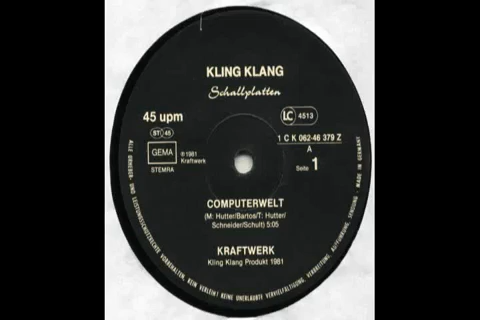 KLING KLANG
Schallplatten
45 upm
LC 4513
ST 45
1 C K 062-46 379 Z
GEMA
STEMRA
℗1981
Kraftwerk
A
Seite 1
COMPUTERWELT
(M: Hutter/Bartos/T: Hutter/
Schneider/Schult) 5:05
KRAFTWERK
Kling Klang Produkt 1981
ALLE URHEBER- UND LEISTUNGSSCHUTZRECHTE VORBEHALTEN. KEIN VERLEIH! KEINE UNERLAUBTE VERVIELFÄLTIGUNG, VERMIETUNG, AUFFÜHRUNG, SENDUNG · MADE IN GERMANY